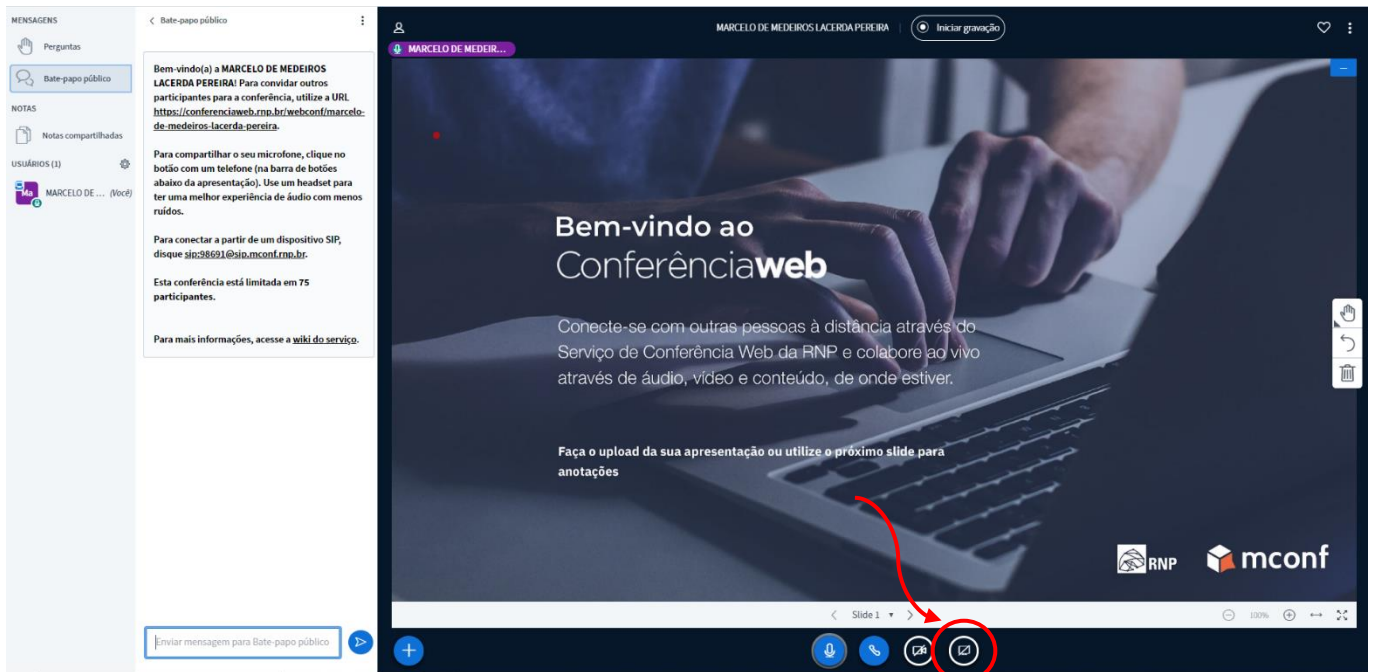 MENSAGENS
Perguntas
Bate-papo público
NOTAS
Notas compartilhadas
USUÁRIOS (1)
Ma
MARCELO DE ... (Você)
Bate-papo público
Bem-vindo(a) a MARCELO DE MEDEIROS
LACERDA PEREIRA! Para convidar outros
participantes para a conferência, utilize a URL
https://conferenciaweb.rnp.br/webconf/marcelo-
de-medeiros-lacerda-pereira.
Para compartilhar o seu microfone, clique no
botão com um telefone (na barra de botões
abaixo da apresentação). Use um headset para
ter uma melhor experiência de áudio com menos
ruídos.
Para conectar a partir de um dispositivo SIP,
disque sip:98691@sip.mconf.rnp.br.
Esta conferência está limitada em 75
participantes.
Para mais informações, acesse a wiki do serviço.
Enviar mensagem para Bate-papo público
MARCELO DE MEDEIROS LACERDA PEREIRA
Iniciar gravação
MARCELO DE MEDEIR...
Bem-vindo ao
Conferênciaweb
Conecte-se com outras pessoas à distância através do
Serviço de Conferência Web da RNP e colabore ao vivo
através de áudio, vídeo e conteúdo, de onde estiver.
Faça o upload da sua apresentação ou utilize o próximo slide para
anotações
RNP
mconf
Slide 1
100%